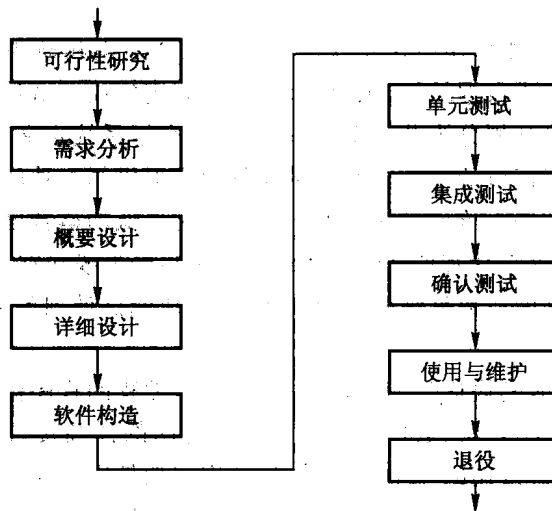 可行性研究
需求分析
概要设计
详细设计
软件构造
单元测试
集成测试
确认测试
使用与维护
退役